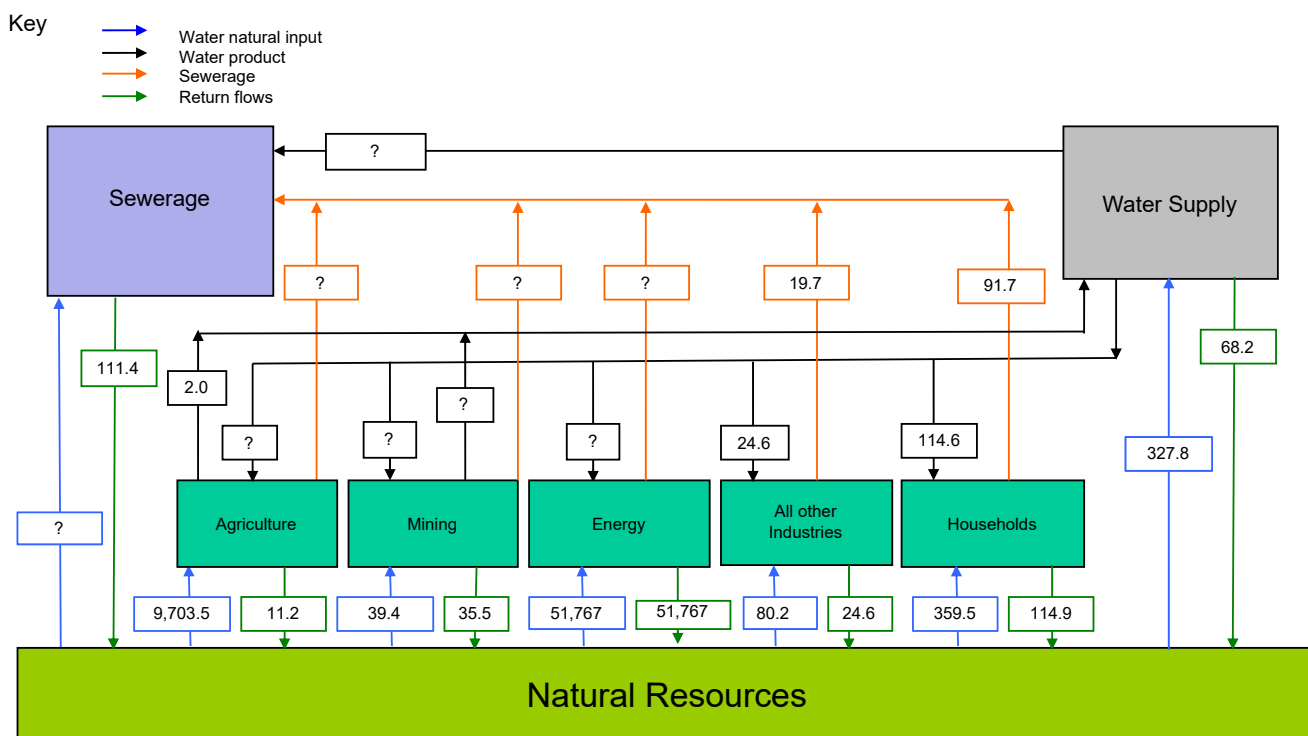 Key
Water natural input
Water product
Sewerage
Return flows
?
Sewerage
Water Supply
?
?
?
19.7
91.7
111.4
2.0
?
68.2
?
?
?
24.6
114.6
327.8
?
Agriculture
Mining
Energy
All other
Industries
Households
9,703.5
11.2
39.4
35.5
51,767
51,767
80.2
24.6
359.5
114.9
Natural Resources